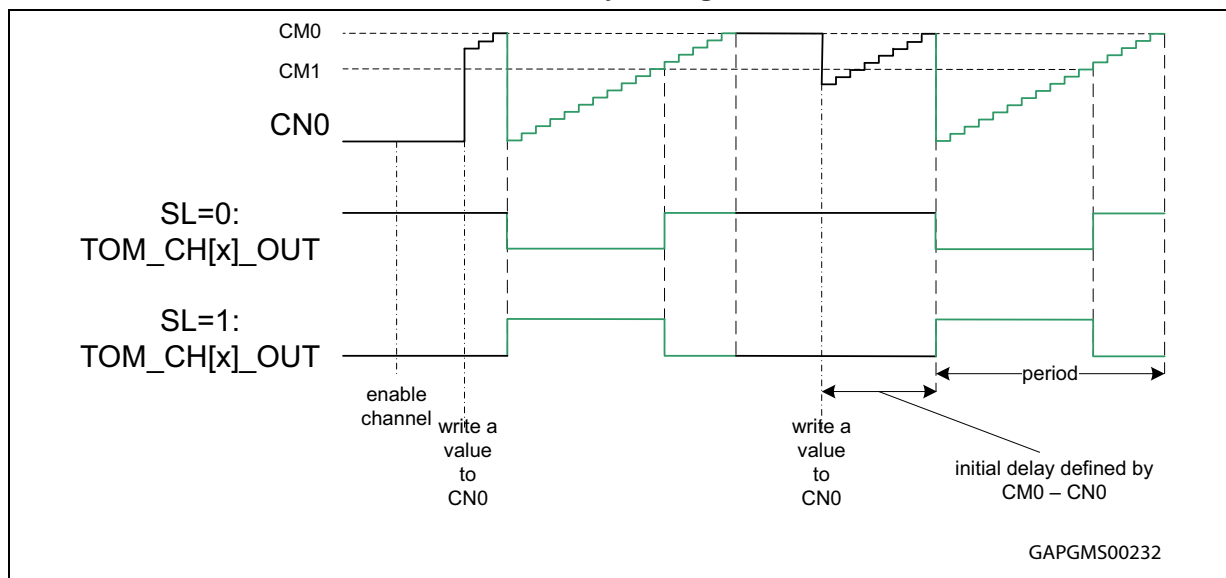 CM0
CM1
CN0
SL=0:
TOM_CH[x]_OUT
SL=1:
TOM_CH[x]_OUT
enable
channel
write a
value
to
CN0
write a
value
to
CN0
period
initial delay defined by
CM0 – CN0
GAPGMS00232